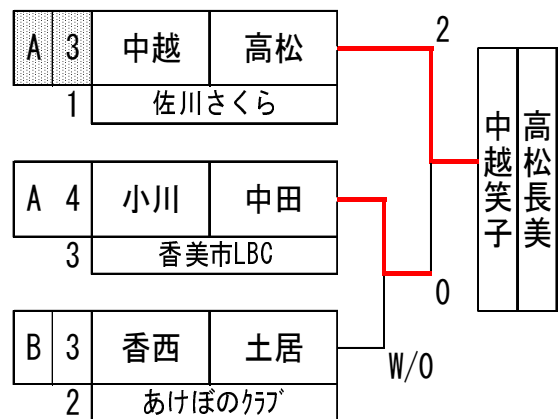 A 3 中越 高松 2
1 佐川さくら
A 4 小川 中田
3 香美市LBC
0
B 3 香西 土居 W/0
2 あけぼのｸﾗﾌﾞ
高松長美
中越笑子